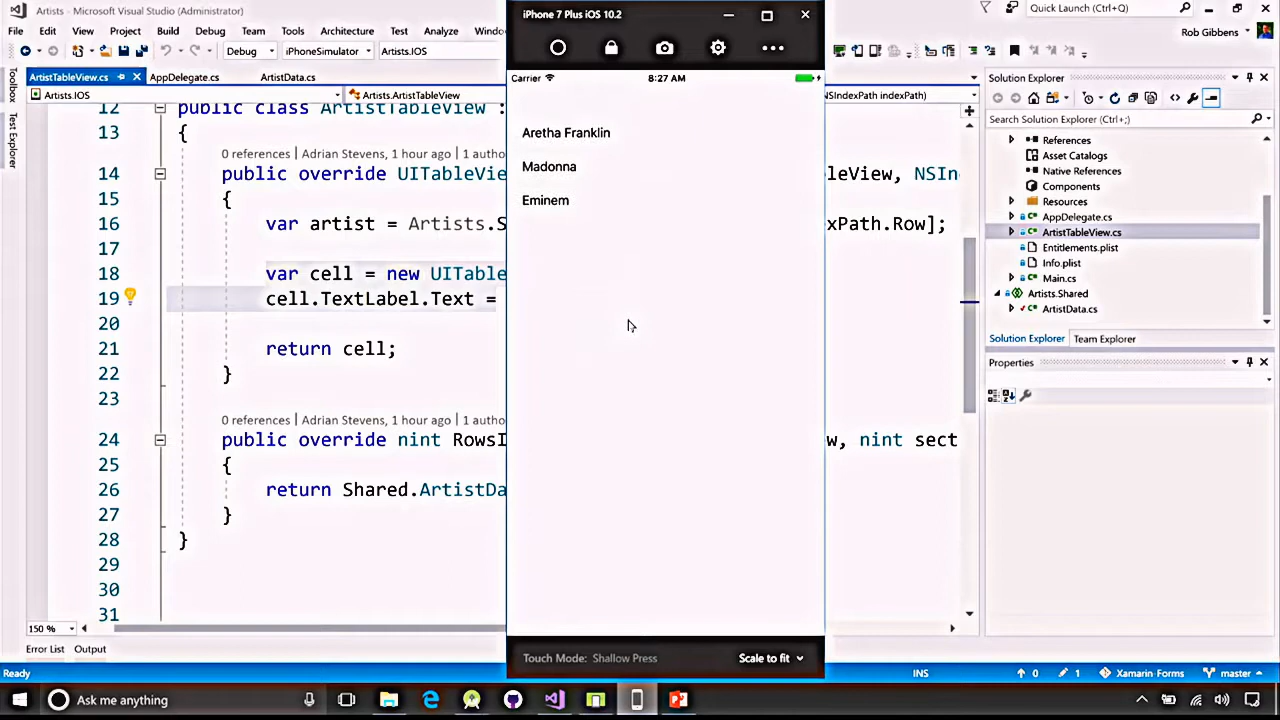 Artists - Microsoft Visual Studio (Administrator)
Quick Launch (Ctrl+Q)
File Edit View Project Build Debug Team Tools Architecture Test Analyze Window
Rob Gibbens
Debug iPhoneSimulator Artists.IOS
ArtistTableView.cs AppDelegate.cs ArtistData.cs
Artists.IOS Artists.ArtistTableView NSIndexPath indexPath)
Toolbox
Test Explorer
12 public class ArtistTableView :
13 {
0 references | Adrian Stevens, 1 hour ago | 1 autho
14 public override UITableVie leView, NSIn
15 {
16 var artist = Artists.S xPath.Row];
17
18 var cell = new UITable
19 cell.TextLabel.Text =
20
21 return cell;
22 }
23
0 references | Adrian Stevens, 1 hour ago | 1 autho
24 public override nint RowsI w, nint sect
25 {
26 return Shared.ArtistDa
27 }
28 }
29
30
31
150 %
Error List Output
Ready
INS
0 1 Xamarin-Forms master
iPhone 7 Plus iOS 10.2
Carrier 8:27 AM
Aretha Franklin
Madonna
Eminem
Touch Mode: Shallow Press Scale to fit
Solution Explorer
Search Solution Explorer (Ctrl+;)
References
Asset Catalogs
Native References
Components
Resources
AppDelegate.cs
ArtistTableView.cs
Entitlements.plist
Info.plist
Main.cs
Artists.Shared
ArtistData.cs
Solution Explorer Team Explorer
Properties
Ask me anything